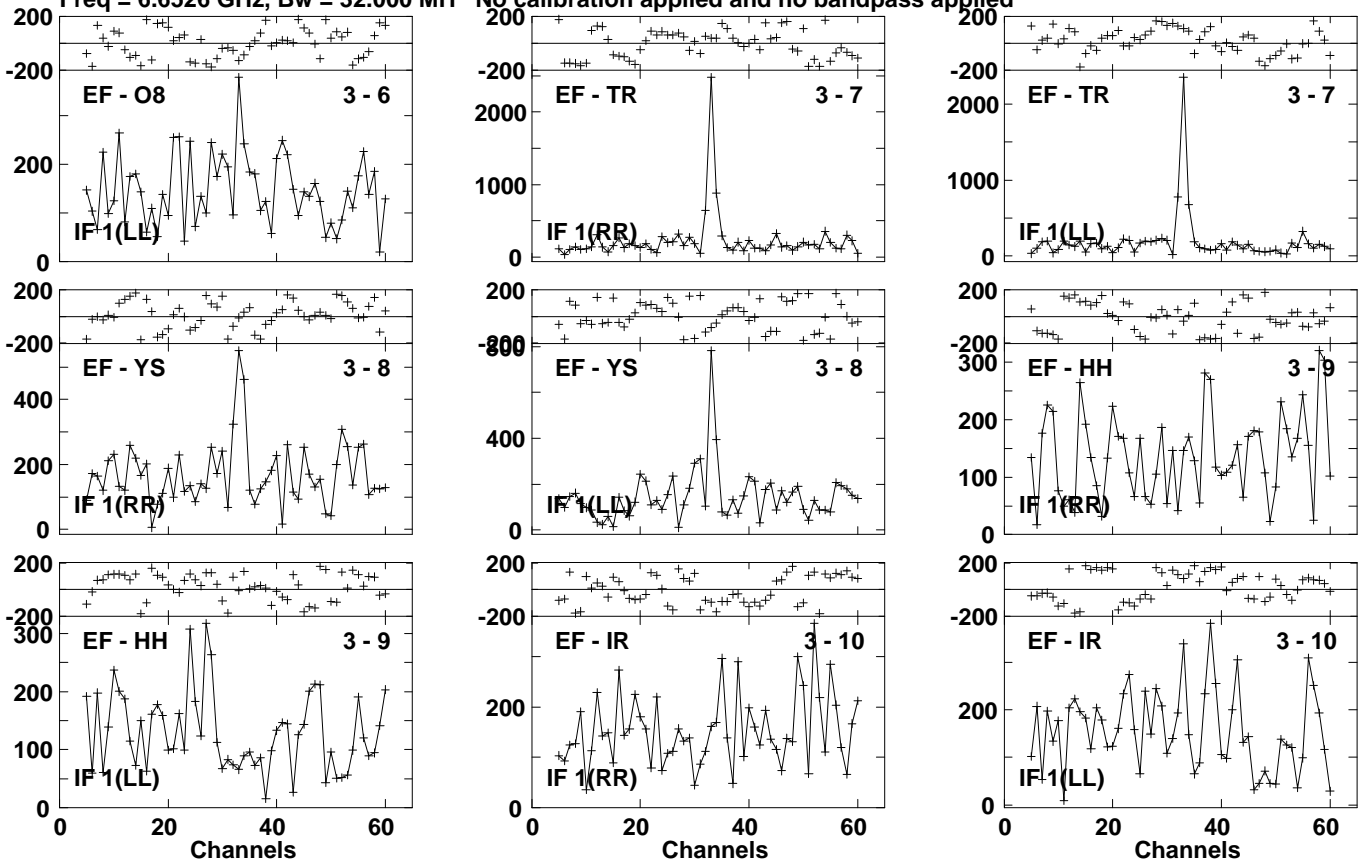 Freq = 6.6526 GHz, Bw = 32.000 MH No calibration applied and no bandpass applied
200
-200
EF - O8 3 - 6
200
0
IF 1(LL)
200
-200
EF - TR 3 - 7
2000
1000
0
IF 1(RR)
200
-200
EF - TR 3 - 7
2000
1000
0
IF 1(LL)
200
-200
EF - YS 3 - 8
400
200
0
IF 1(RR)
200
-200
800
EF - YS 3 - 8
400
0
IF 1(LL)
200
-200
300
EF - HH 3 - 9
200
100
0
IF 1(RR)
200
-200
300
EF - HH 3 - 9
200
100
0
IF 1(LL)
0 20 40 60
Channels
200
-200
EF - IR 3 - 10
200
0
IF 1(RR)
0 20 40 60
Channels
200
-200
EF - IR 3 - 10
200
0
IF 1(LL)
0 20 40 60
Channels